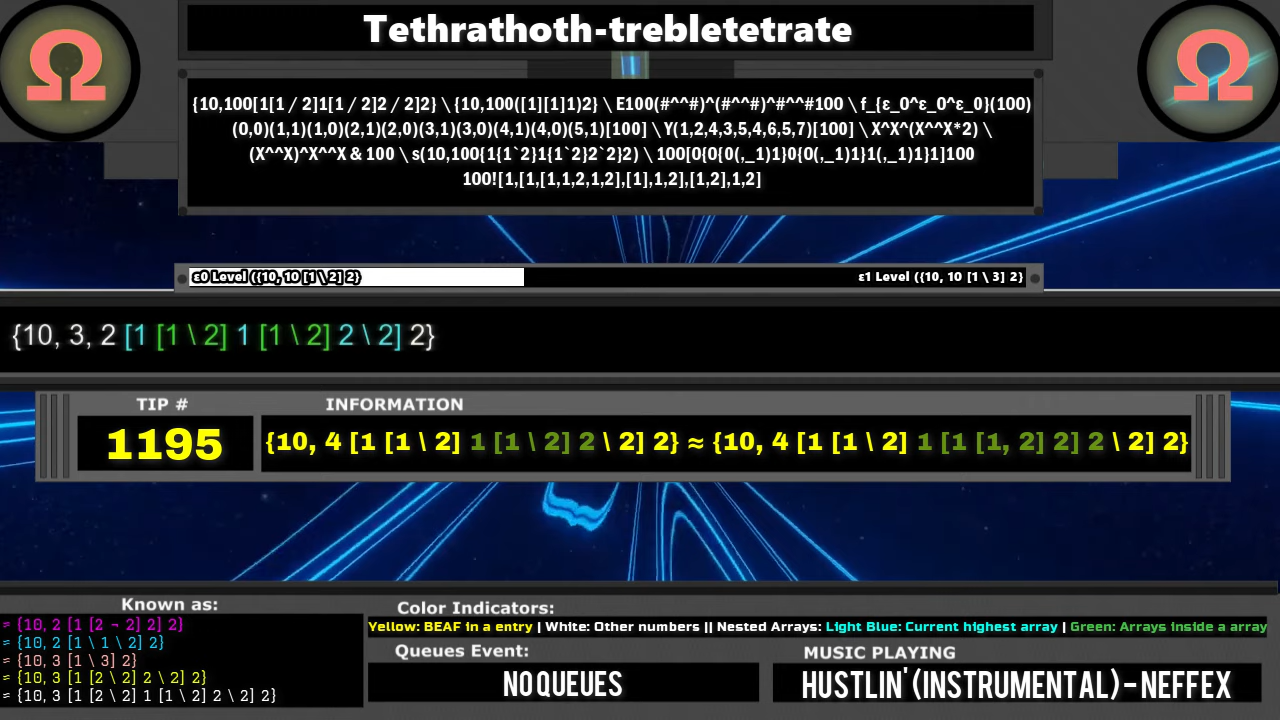 Ω
Tethrathoth-trebletetrate
Ω
{10,100[1[1 / 2]1[1 / 2]2 / 2]2} \ {10,100([1][1]1)2} \ E100(#^^#)^(#^^#)^#^^#100 \ f_{ε_0^ε_0^ε_0}(100)
(0,0)(1,1)(1,0)(2,1)(2,0)(3,1)(3,0)(4,1)(4,0)(5,1)[100] \ Y(1,2,4,3,5,4,6,5,7)[100] \ X^X^(X^^X*2) \
(X^^X)^X^^X & 100 \ s(10,100[1{1`2}1{1`2}2`2}2) \ 100[0{0{0(,_1)1}0{0(,_1)1}1(,_1)1}1]100
100![1,[1,[1,1,2,1,2],[1],1,2],[1,2],1,2]
ε0 Level ({10, 10 [1 \ 2] 2}
ε1 Level ({10, 10 [1 \ 3] 2}
{10, 3, 2 [1 [1 \ 2] 1 [1 \ 2] 2 \ 2] 2}
TIP #
INFORMATION
1195
{10, 4 [1 [1 \ 2] 1 [1 \ 2] 2 \ 2] 2} ≈ {10, 4 [1 [1 \ 2] 1 [1 [1, 2] 2] 2 \ 2] 2}
Known as:
= {10, 2 [1 [2 ¬ 2] 2] 2}
= {10, 2 [1 \ 1 \ 2] 2}
= {10, 3 [1 \ 3] 2}
= {10, 3 [1 [2 \ 2] 2 \ 2] 2}
= {10, 3 [1 [2 \ 2] 1 [1 \ 2] 2 \ 2] 2}
Color Indicators:
Yellow: BEAF in a entry | White: Other numbers || Nested Arrays: Light Blue: Current highest array | Green: Arrays inside a array
Queues Event:
NO QUEUES
MUSIC PLAYING
HUSTLIN' (INSTRUMENTAL) - NEFFEX